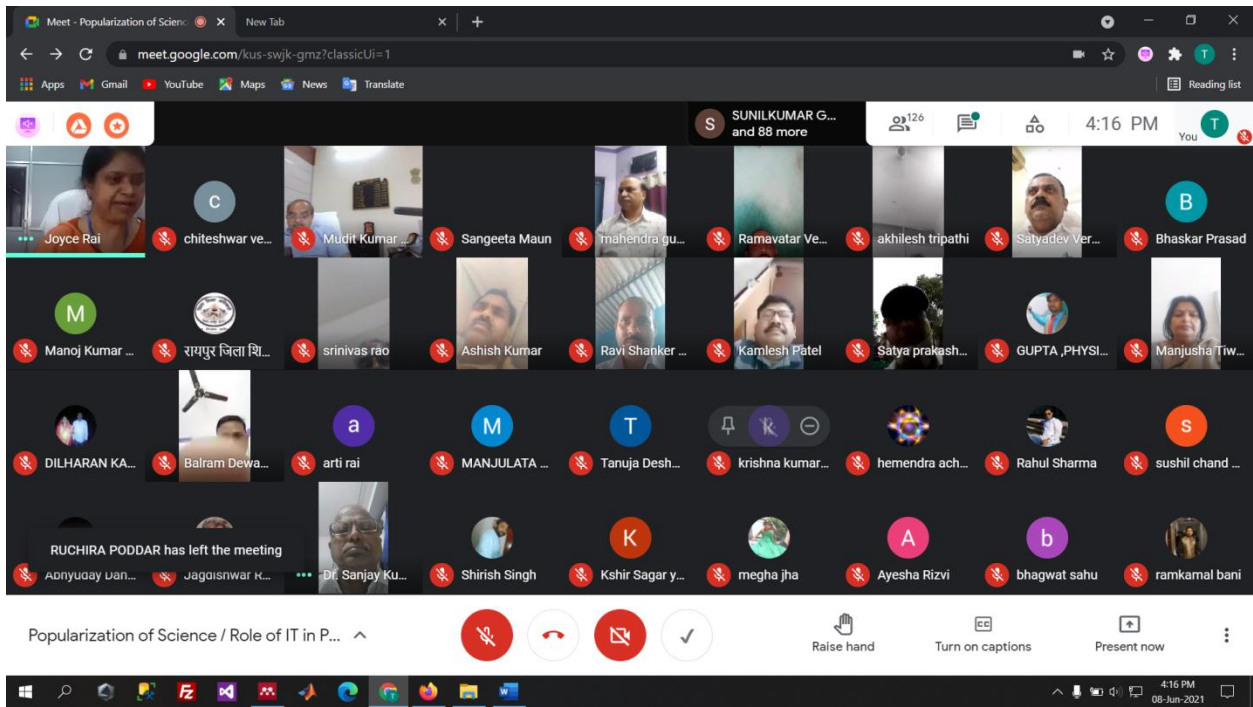 Meet - Popularization of Scienc
New Tab
meet.google.com/kus-swjk-gmz?classicUi=1
T
Apps Gmail YouTube Maps News Translate
Reading list
S
SUNILKUMAR G...
and 88 more
126
4:16 PM
You
T
Joyce Rai
c
chiteshwar ve...
Mudit Kumar ...
Sangeeta Maun
mahendra gu...
Ramavatar Ve...
akhilesh tripathi
Satyadev Ver...
B
Bhaskar Prasad
M
Manoj Kumar ...
रायपुर जिला शि...
srinivas rao
Ashish Kumar
Ravi Shanker ...
Kamlesh Patel
Satya prakash...
GUPTA ,PHYSI...
Manjusha Tiw...
DILHARAN KA...
Balram Dewa...
a
arti rai
M
MANJULATA ...
T
Tanuja Desh...
krishna kumar...
hemendra ach...
Rahul Sharma
s
sushil chand ...
RUCHIRA PODDAR has left the meeting
Abhyuday Dan...
Jagdishwar R...
Dr. Sanjay Ku...
Shirish Singh
K
Kshir Sagar y...
megha jha
A
Ayesha Rizvi
b
bhagwat sahu
ramkamal bani
Popularization of Science / Role of IT in P...
Raise hand
CC
Turn on captions
Present now
4:16 PM
08-Jun-2021